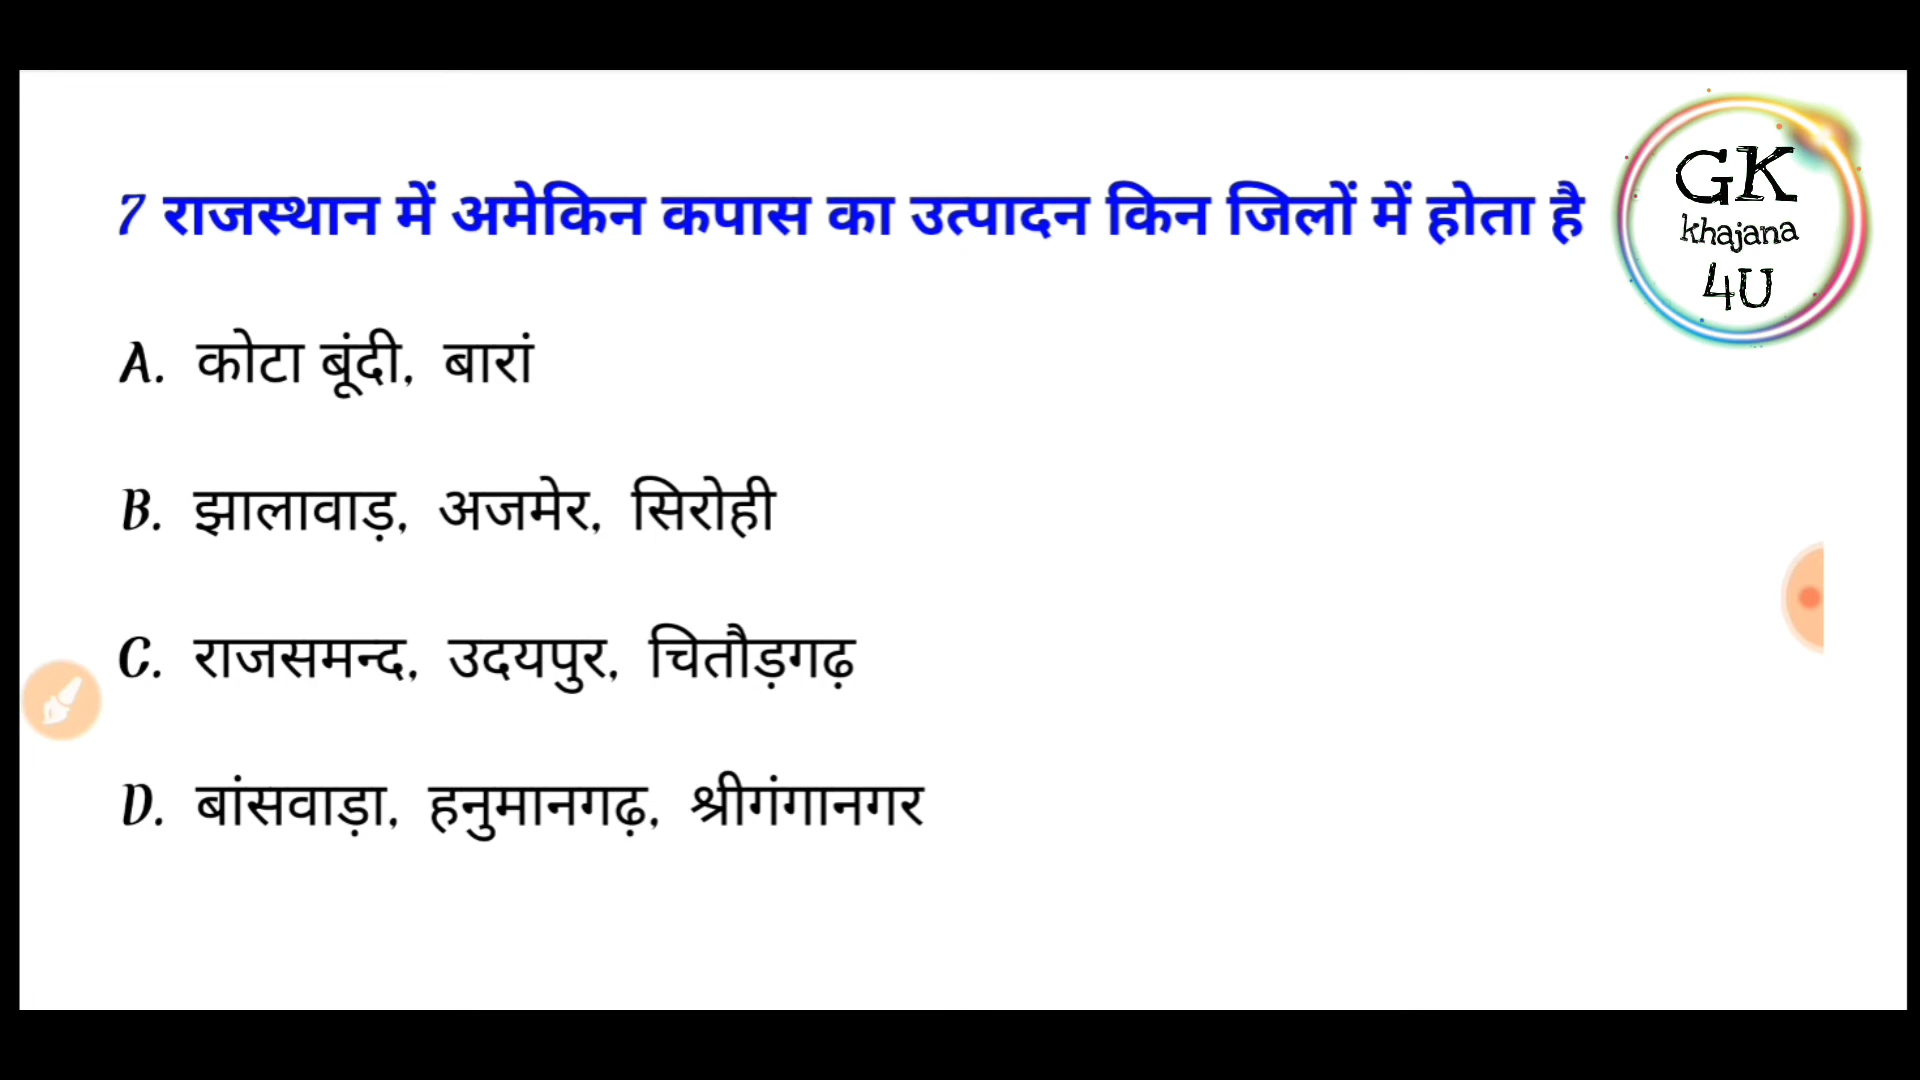 7 राजस्थान में अमेकिन कपास का उत्पादन किन जिलों में होता है
GK
khajana
4U
A. कोटा बूंदी, बारां
B. झालावाड़, अजमेर, सिरोही
C. राजसमन्द, उदयपुर, चितौड़गढ़
D. बांसवाड़ा, हनुमानगढ़, श्रीगंगानगर